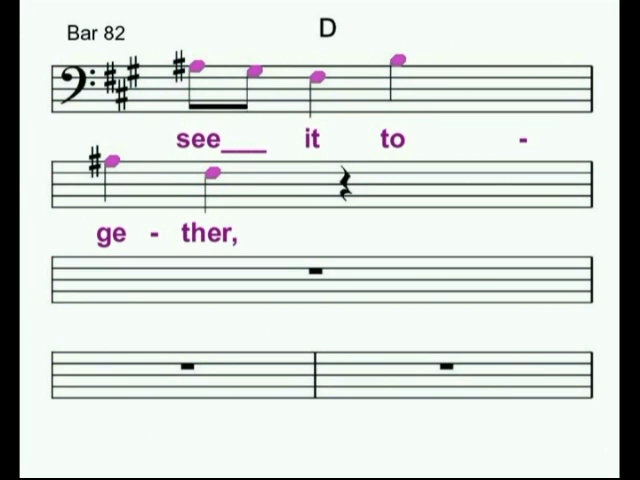 Bar 82 D
see___ it to -
ge - ther,